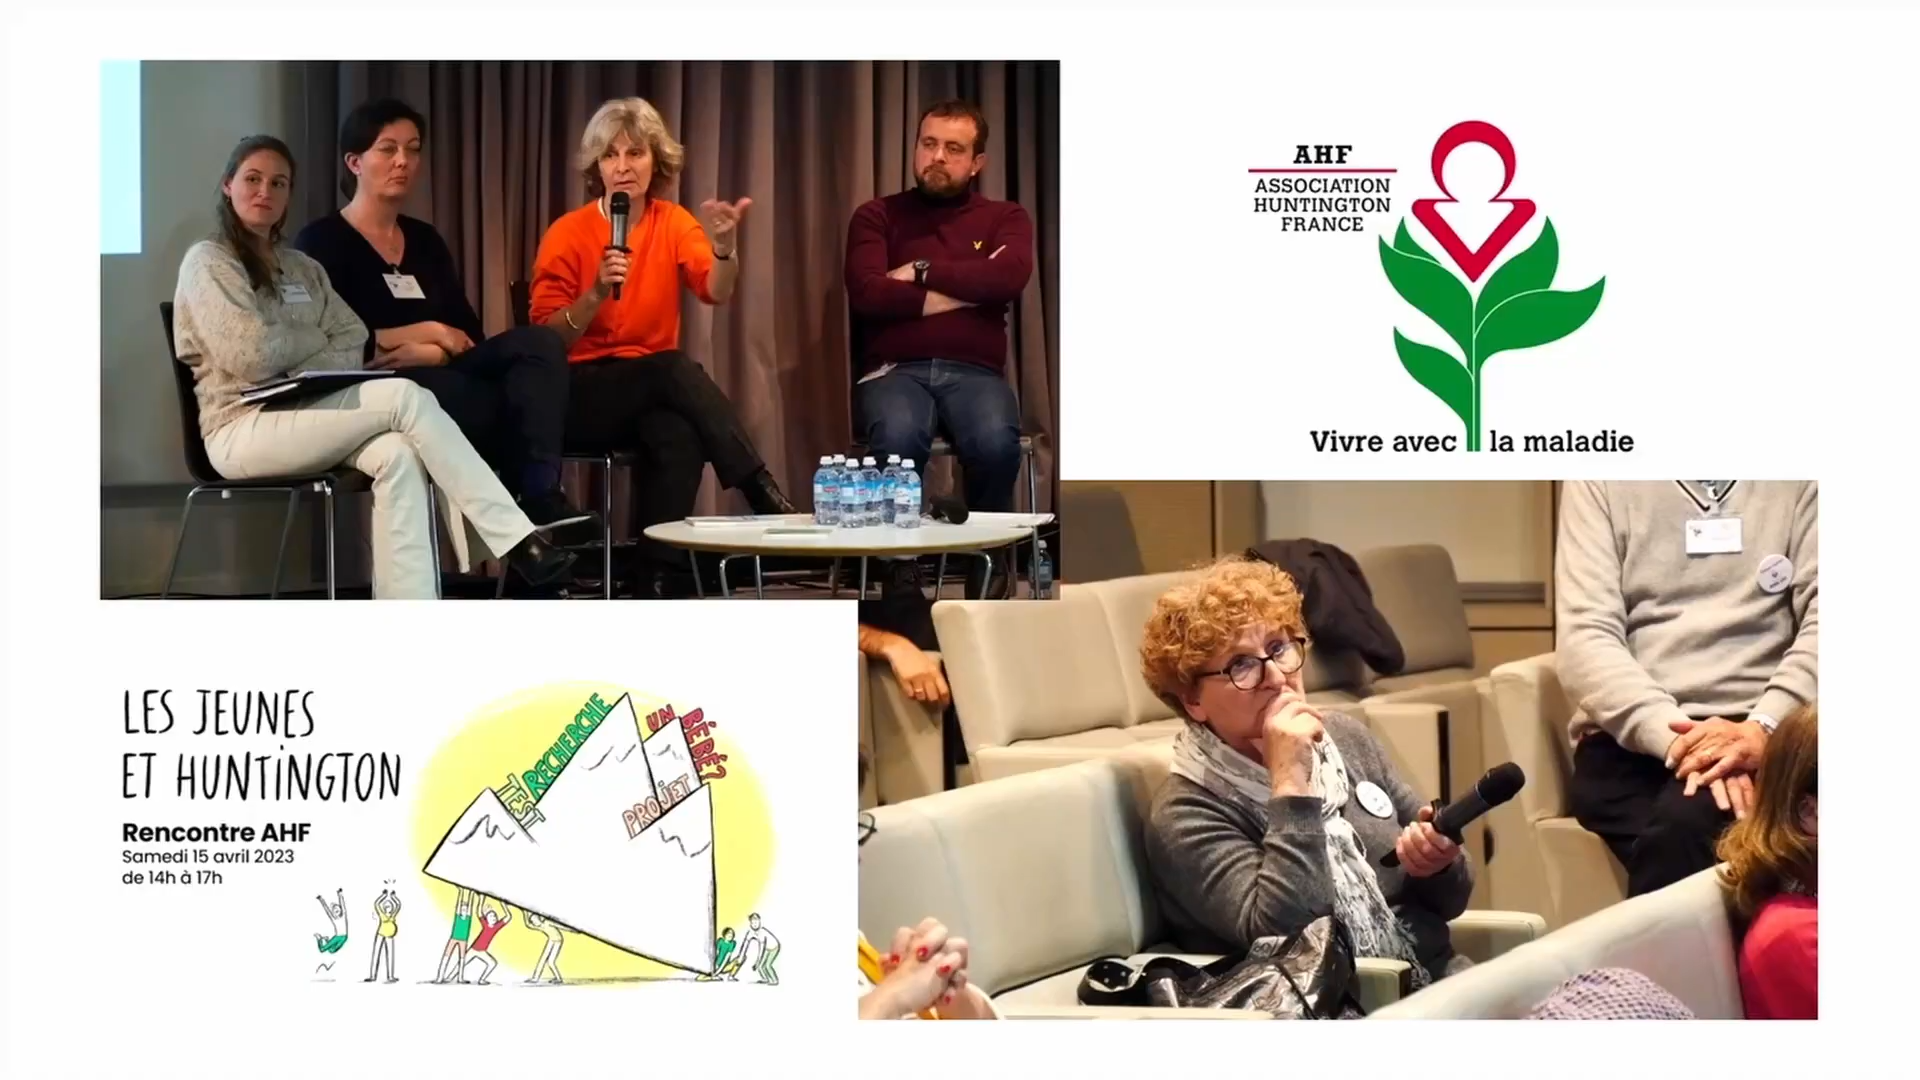 AHF
ASSOCIATION
HUNTINGTON
FRANCE
Vivre avec la maladie
LES JEUNES
ET HUNTINGTON
Rencontre AHF
Samedi 15 avril 2023
de 14h à 17h
TEST
RECHERCHE
UN
BÉBÉ?
PROJET